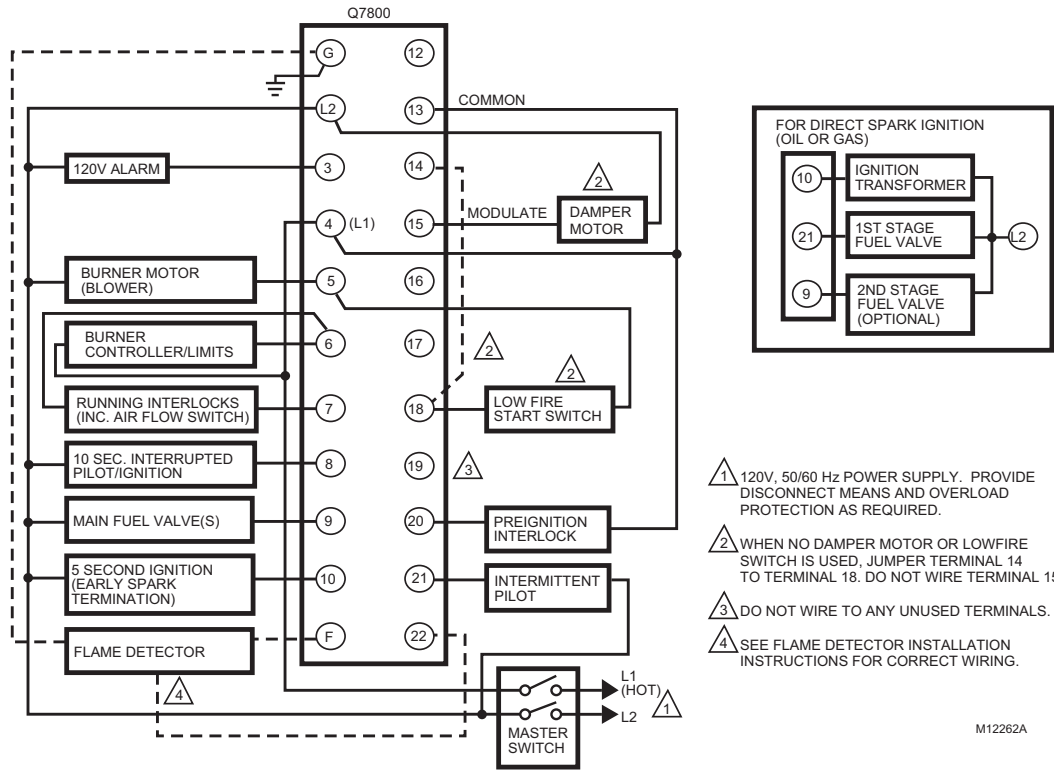 Q7800
G
12
L2
13
COMMON
120V ALARM
3
14
4
(L1)
15
MODULATE
2
DAMPER
MOTOR
BURNER MOTOR
(BLOWER)
5
16
BURNER
CONTROLLER/LIMITS
6
17
2
2
RUNNING INTERLOCKS
(INC. AIR FLOW SWITCH)
7
18
LOW FIRE
START SWITCH
10 SEC. INTERRUPTED
PILOT/IGNITION
8
19
3
MAIN FUEL VALVE(S)
9
20
PREIGNITION
INTERLOCK
5 SECOND IGNITION
(EARLY SPARK
TERMINATION)
10
21
INTERMITTENT
PILOT
FLAME DETECTOR
F
22
4
L1
(HOT)
L2
1
MASTER
SWITCH
FOR DIRECT SPARK IGNITION
(OIL OR GAS)
10
IGNITION
TRANSFORMER
21
1ST STAGE
FUEL VALVE
L2
9
2ND STAGE
FUEL VALVE
(OPTIONAL)
1 120V, 50/60 Hz POWER SUPPLY. PROVIDE
DISCONNECT MEANS AND OVERLOAD
PROTECTION AS REQUIRED.
2 WHEN NO DAMPER MOTOR OR LOWFIRE
SWITCH IS USED, JUMPER TERMINAL 14
TO TERMINAL 18. DO NOT WIRE TERMINAL 15
3 DO NOT WIRE TO ANY UNUSED TERMINALS.
4 SEE FLAME DETECTOR INSTALLATION
INSTRUCTIONS FOR CORRECT WIRING.
M12262A